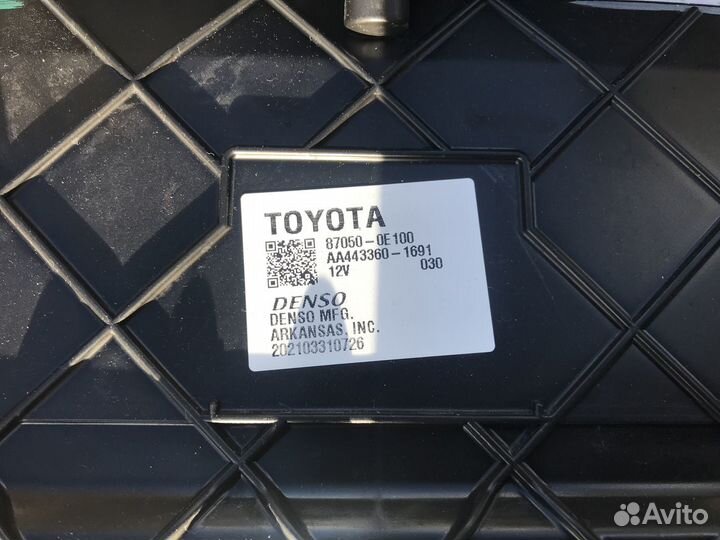 TOYOTA
87050-0E100
AA443360-1691
12V 030
DENSO
DENSO MFG.
ARKANSAS, INC.
202103310726
Avito